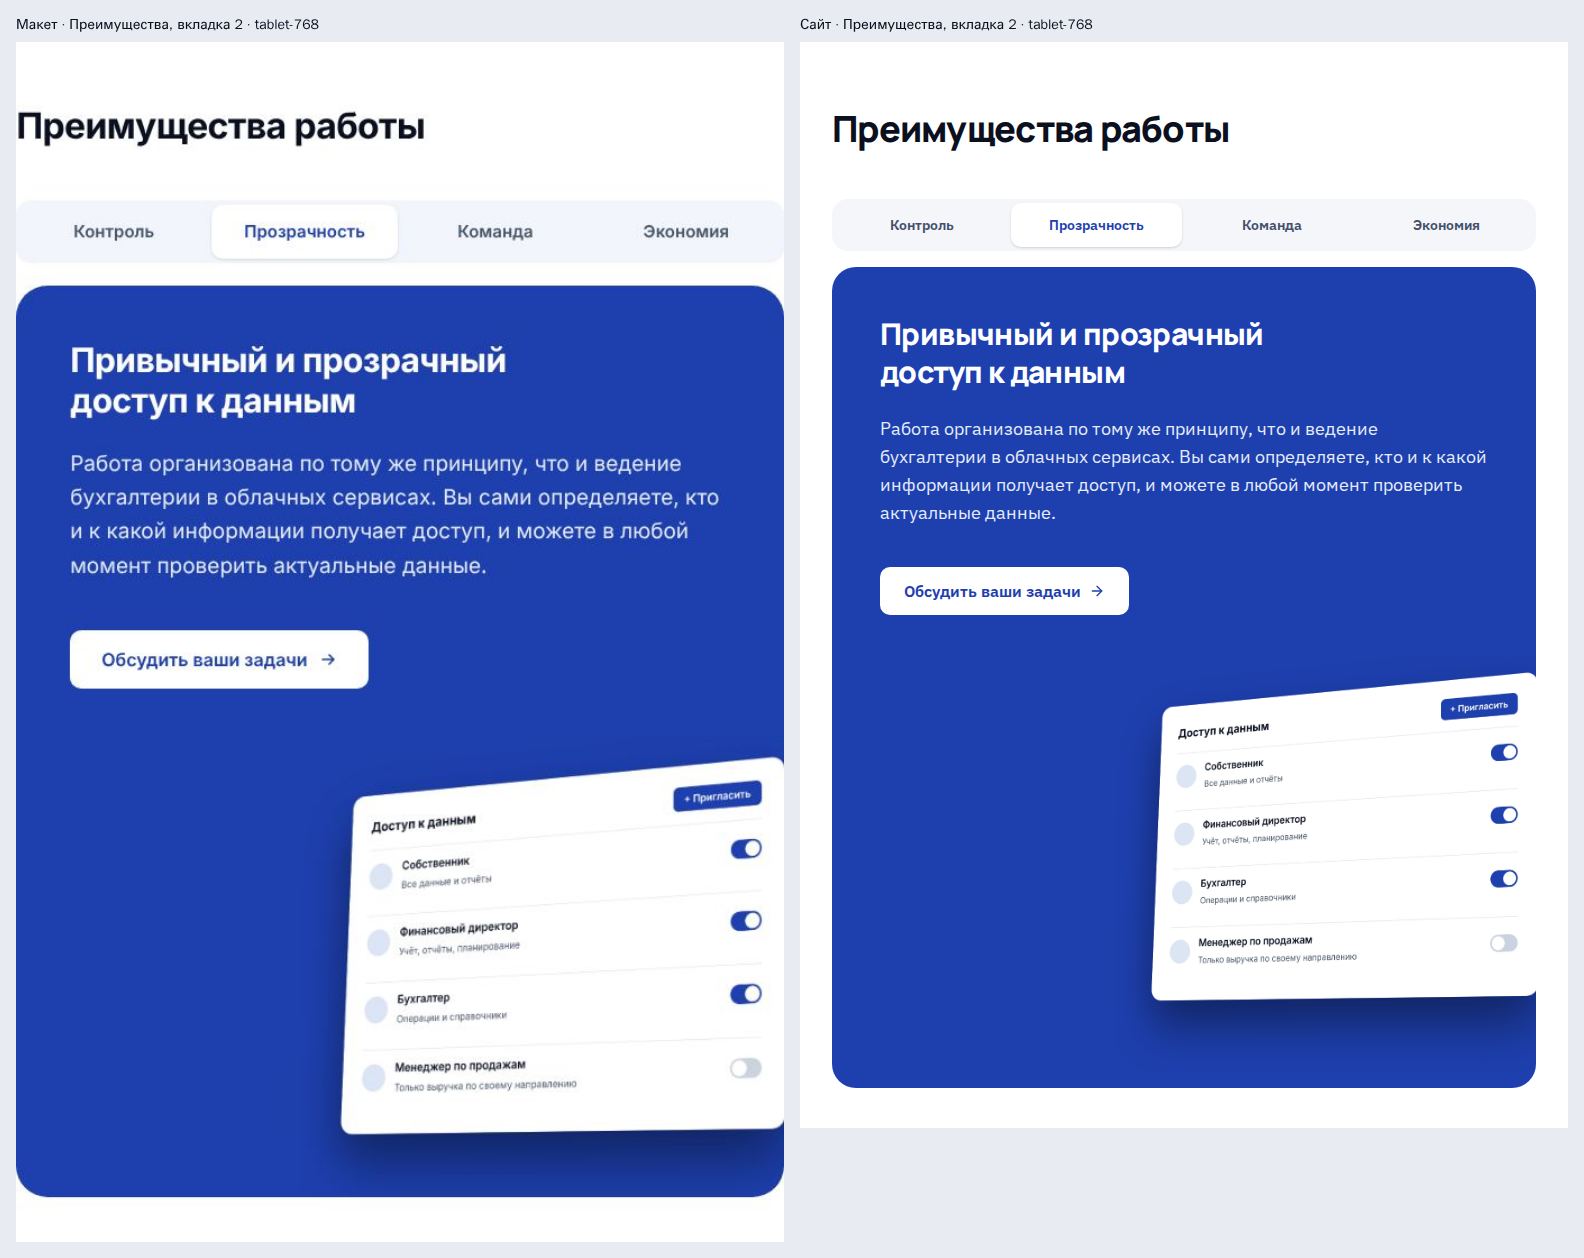 Макет · Преимущества, вкладка 2 · tablet-768
Преимущества работы
Контроль
Прозрачность
Команда
Экономия
Привычный и прозрачный
доступ к данным
Работа организована по тому же принципу, что и ведение
бухгалтерии в облачных сервисах. Вы сами определяете, кто
и к какой информации получает доступ, и можете в любой
момент проверить актуальные данные.
Обсудить ваши задачи →
Доступ к данным
+ Пригласить
Собственник
Все данные и отчёты
Финансовый директор
Учёт, отчёты, планирование
Бухгалтер
Операции и справочники
Менеджер по продажам
Только выручка по своему направлению
Сайт · Преимущества, вкладка 2 · tablet-768
Преимущества работы
Контроль
Прозрачность
Команда
Экономия
Привычный и прозрачный
доступ к данным
Работа организована по тому же принципу, что и ведение
бухгалтерии в облачных сервисах. Вы сами определяете, кто и к какой
информации получает доступ, и можете в любой момент проверить
актуальные данные.
Обсудить ваши задачи →
Доступ к данным
+ Пригласить
Собственник
Все данные и отчёты
Финансовый директор
Учёт, отчёты, планирование
Бухгалтер
Операции и справочники
Менеджер по продажам
Только выручка по своему направлению